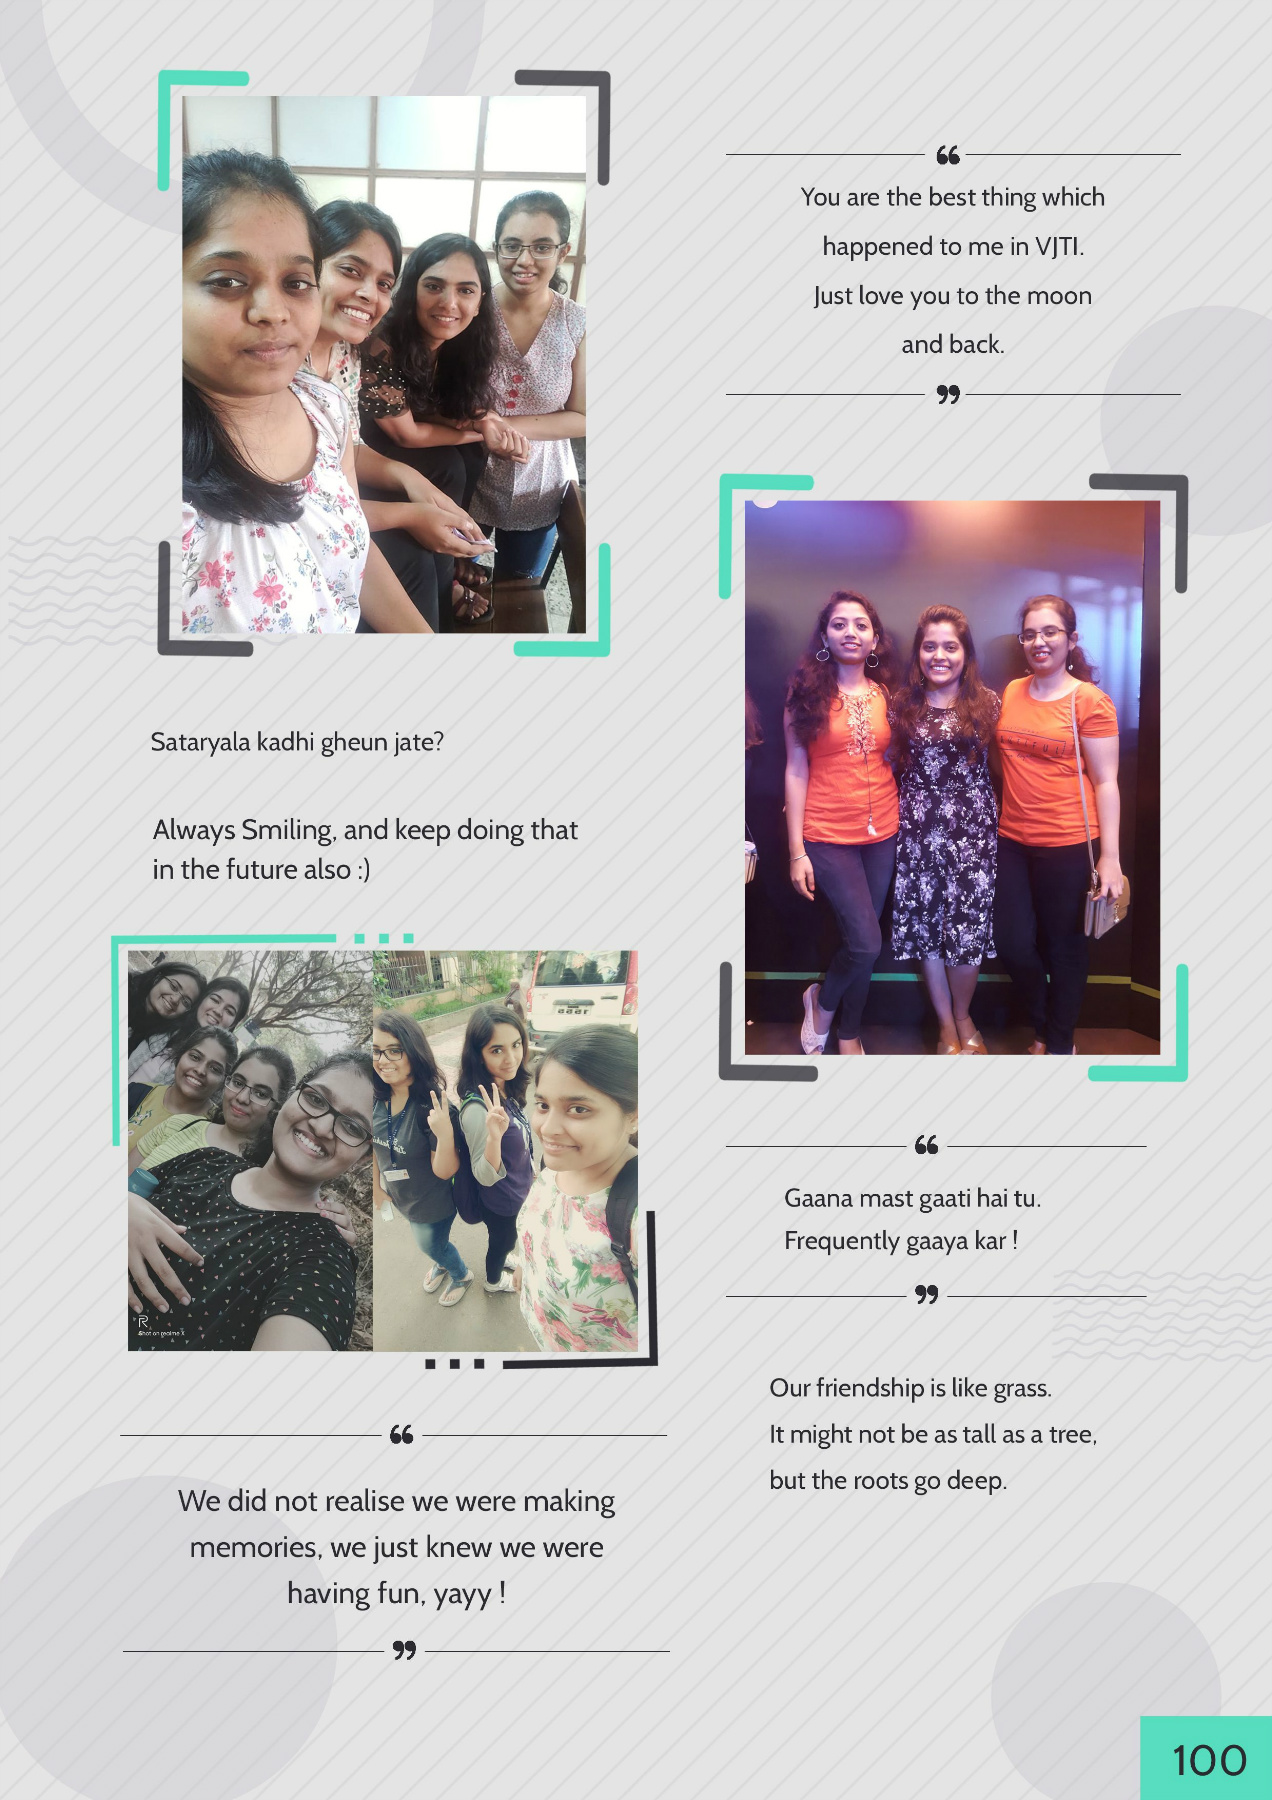 You are the best thing which
happened to me in VJTI.
Just love you to the moon
and back.
Sataryala kadhi gheun jate?
Always Smiling, and keep doing that
in the future also :)
Shot on realme X
Gaana mast gaati hai tu.
Frequently gaaya kar !
Our friendship is like grass.
It might not be as tall as a tree,
but the roots go deep.
We did not realise we were making
memories, we just knew we were
having fun, yayy !
100